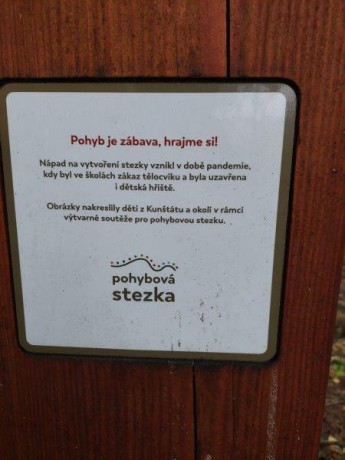 Pohyb je zábava, hrajme si!
Nápad na vytvoření stezky vznikl v době pandemie,
kdy byl ve školách zákaz tělocviku a byla uzavřena
i dětská hřiště.
Obrázky nakreslily děti z Kunštátu a okolí v rámci
výtvarné soutěže pro pohybovou stezku.
pohybová
stezka